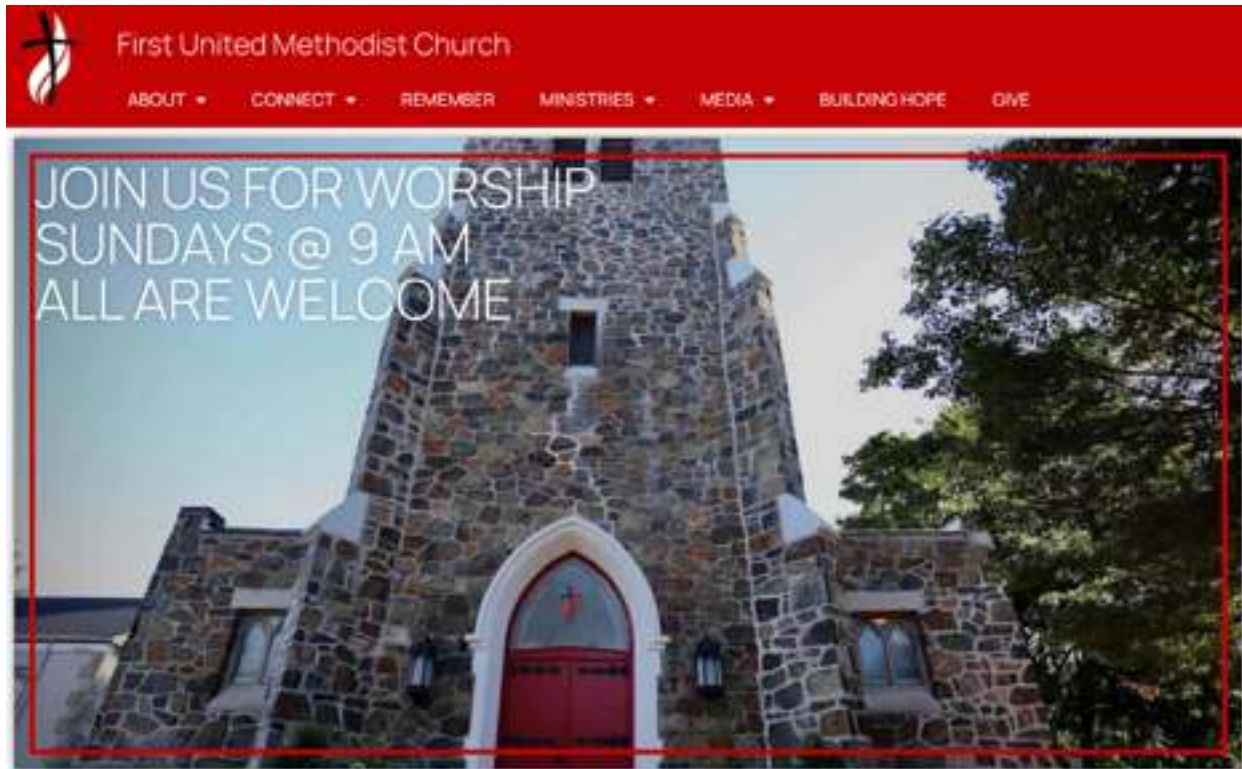 First United Methodist Church
ABOUT CONNECT REMEMBER MINISTRIES MEDIA BUILDING HOPE GIVE
JOIN US FOR WORSHIP
SUNDAYS @ 9 AM
ALL ARE WELCOME